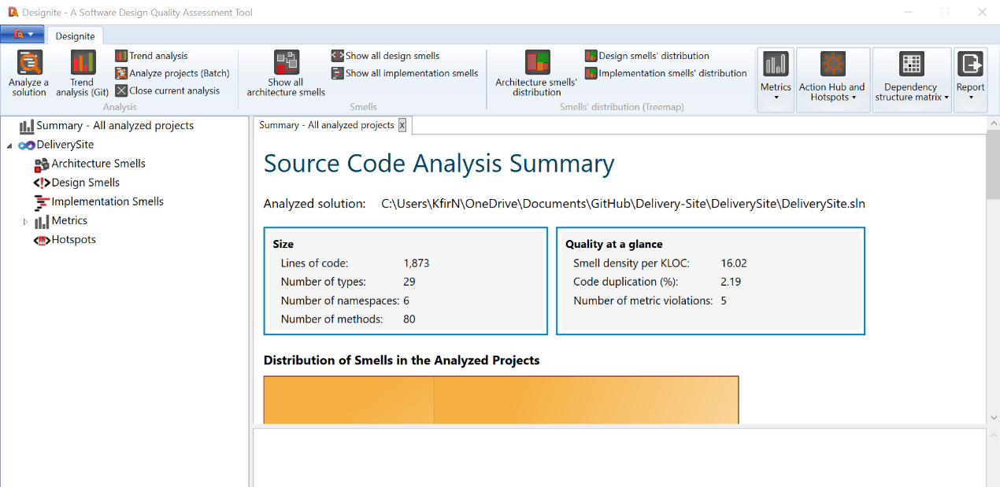 Designite - A Software Design Quality Assessment Tool
Designite
Analyze a
solution
Trend
analysis (Git)
Trend analysis
Analyze projects (Batch)
Close current analysis
Analysis
Show all
architecture smells
Show all design smells
Show all implementation smells
Smells
Architecture smells'
distribution
Design smells' distribution
Implementation smells' distribution
Smells' distribution (Treemap)
Metrics
Action Hub and
Hotspots
Dependency
structure matrix
Report
Summary - All analyzed projects
DeliverySite
Architecture Smells
Design Smells
Implementation Smells
Metrics
Hotspots
Summary - All analyzed projects X
Source Code Analysis Summary
Analyzed solution: C:\Users\KfirN\OneDrive\Documents\GitHub\Delivery-Site\DeliverySite\DeliverySite.sln
Size
Lines of code: 1,873
Number of types: 29
Number of namespaces: 6
Number of methods: 80
Quality at a glance
Smell density per KLOC: 16.02
Code duplication (%): 2.19
Number of metric violations: 5
Distribution of Smells in the Analyzed Projects